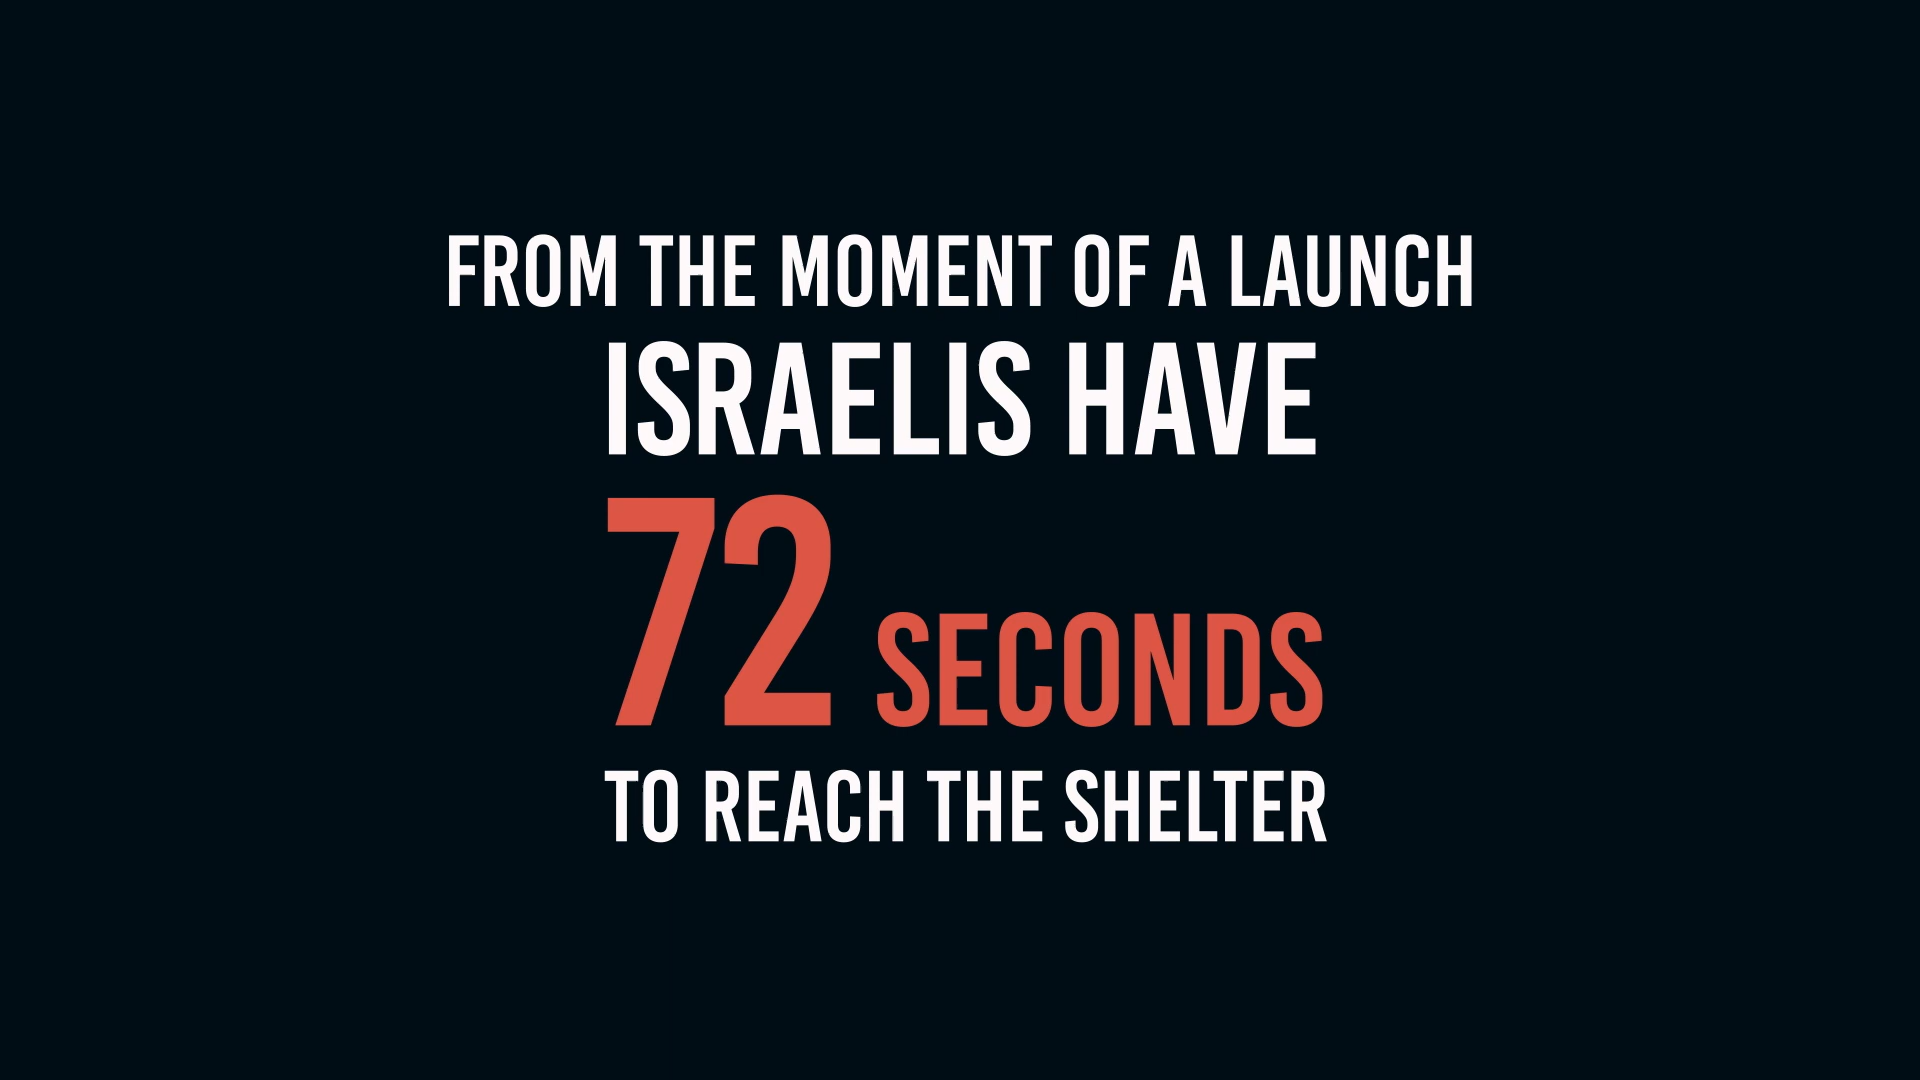 FROM THE MOMENT OF A LAUNCH
ISRAELIS HAVE
72 SECONDS
TO REACH THE SHELTER